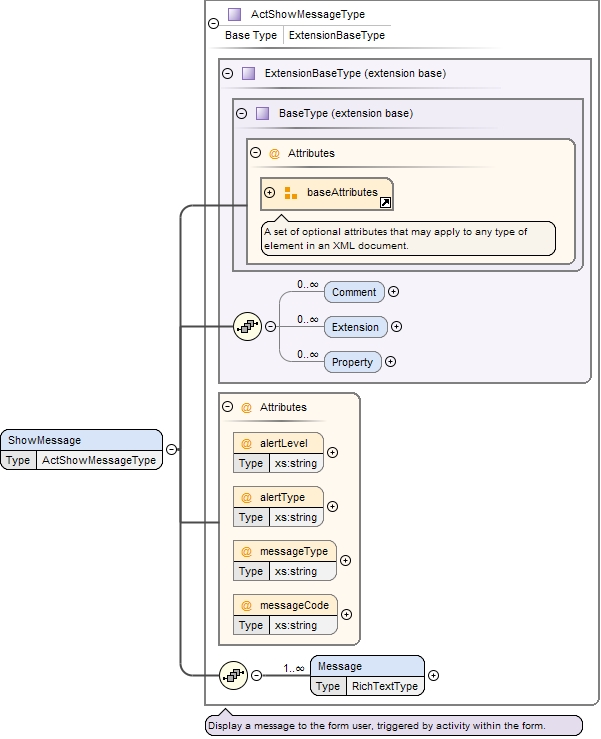 ActShowMessageType
Base Type ExtensionBaseType
ExtensionBaseType (extension base)
BaseType (extension base)
@ Attributes
baseAttributes
A set of optional attributes that may apply to any type of
element in an XML document.
0..∞ Comment
0..∞ Extension
0..∞ Property
@ Attributes
@ alertLevel
Type xs:string
@ alertType
Type xs:string
@ messageType
Type xs:string
@ messageCode
Type xs:string
ShowMessage
Type ActShowMessageType
1..∞ Message
Type RichTextType
Display a message to the form user, triggered by activity within the form.